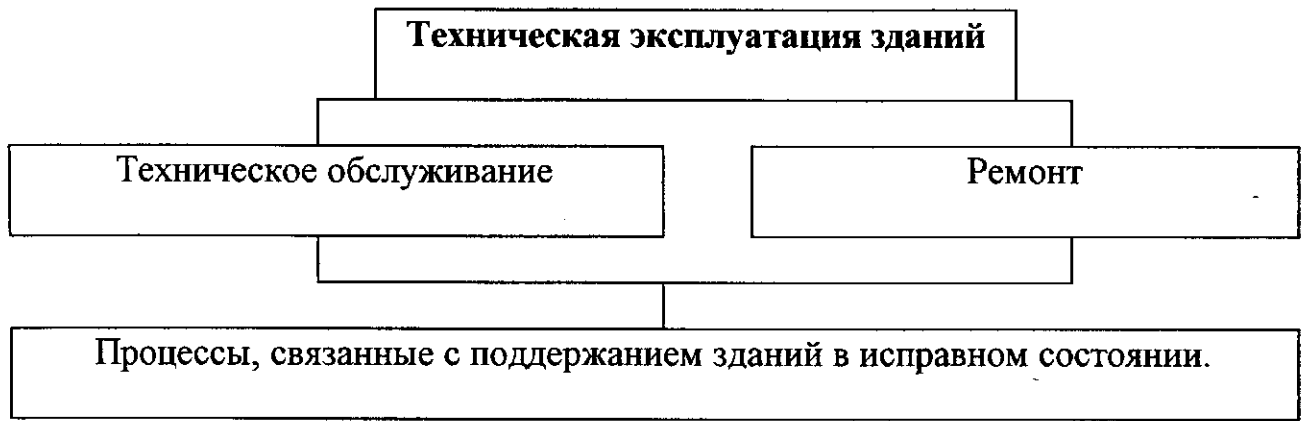 Техническая эксплуатация зданий
Техническое обслуживание
Ремонт
Процессы, связанные с поддержанием зданий в исправном состоянии.